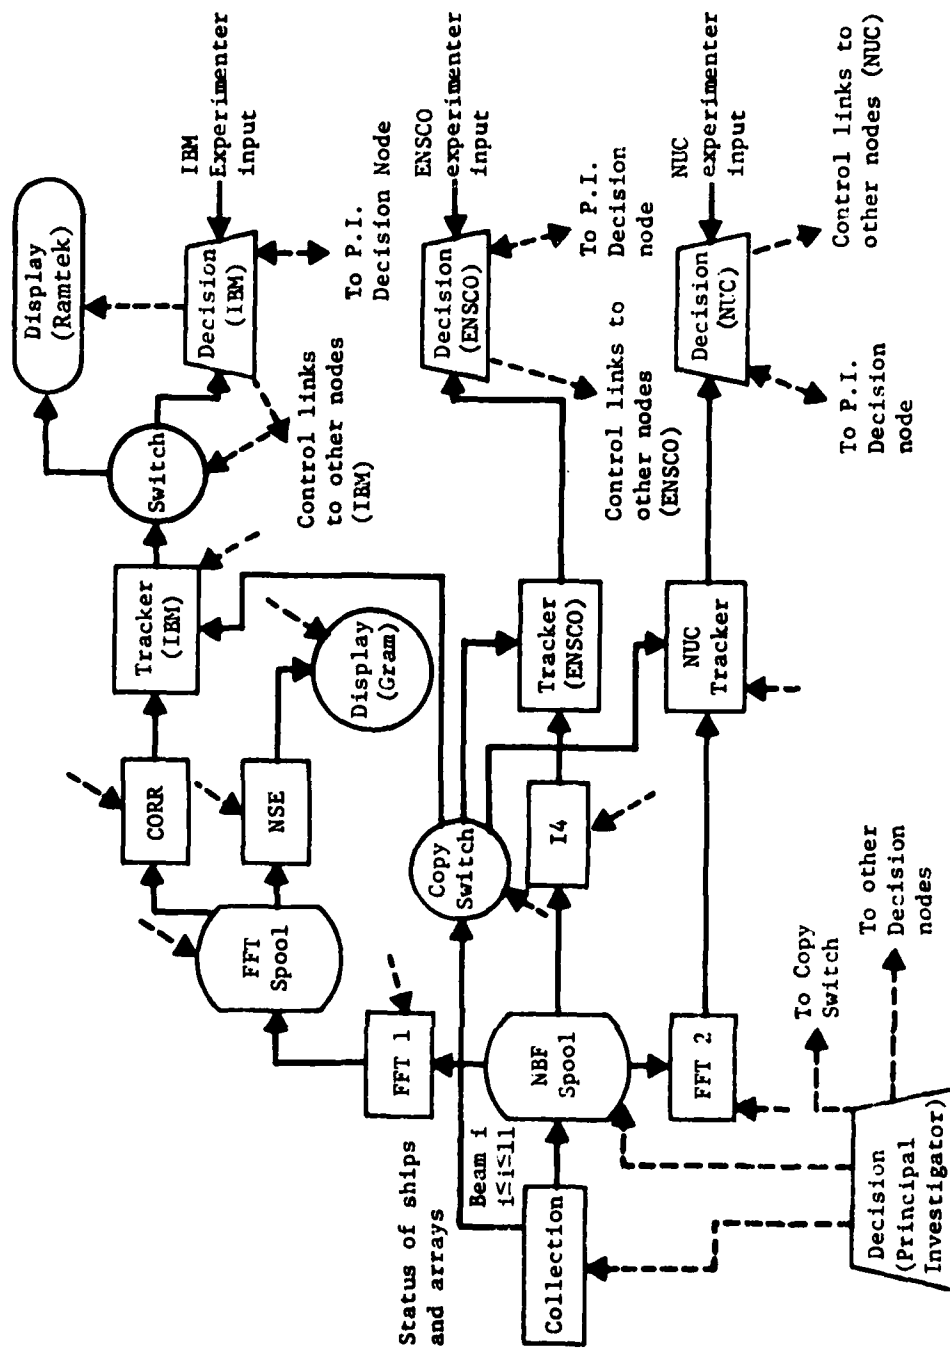 Display
(Ramtek)
IBM
Experimenter
input
Decision
(IBM)
To P.I.
Decision Node
Switch
Control links
to other nodes
(IBM)
Tracker
(IBM)
CORR
NSE
Display
(Gram)
FFT
Spool
FFT 1
ENSCO
experimenter
input
Decision
(ENSCO)
To P.I.
Decision
node
Control links to
other nodes
(ENSCO)
Tracker
(ENSCO)
Copy
Switch
I4
NBF
Spool
Status of ships
and arrays
Beam i
i≤i≤11
Collection
NUC
experimenter
input
Decision
(NUC)
Control links to
other nodes (NUC)
To P.I.
Decision
node
NUC
Tracker
FFT 2
To Copy
Switch
To other
Decision
nodes
Decision
(Principal
Investigator)